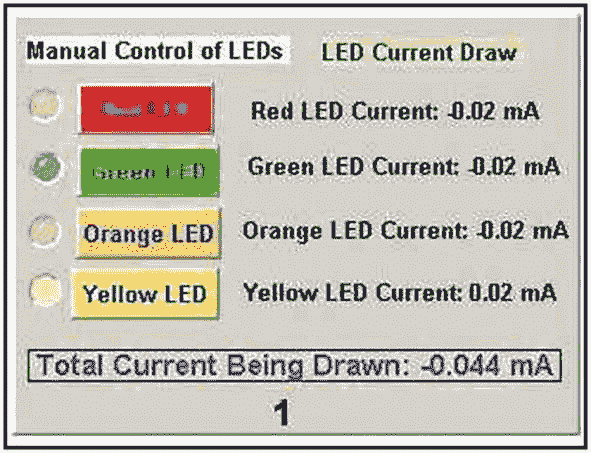 Manual Control of LEDs LED Current Draw
Red LED Current: -0.02 mA
Green LED Green LED Current: -0.02 mA
Orange LED Orange LED Current: -0.02 mA
Yellow LED Yellow LED Current: 0.02 mA
Total Current Being Drawn: -0.044 mA
1